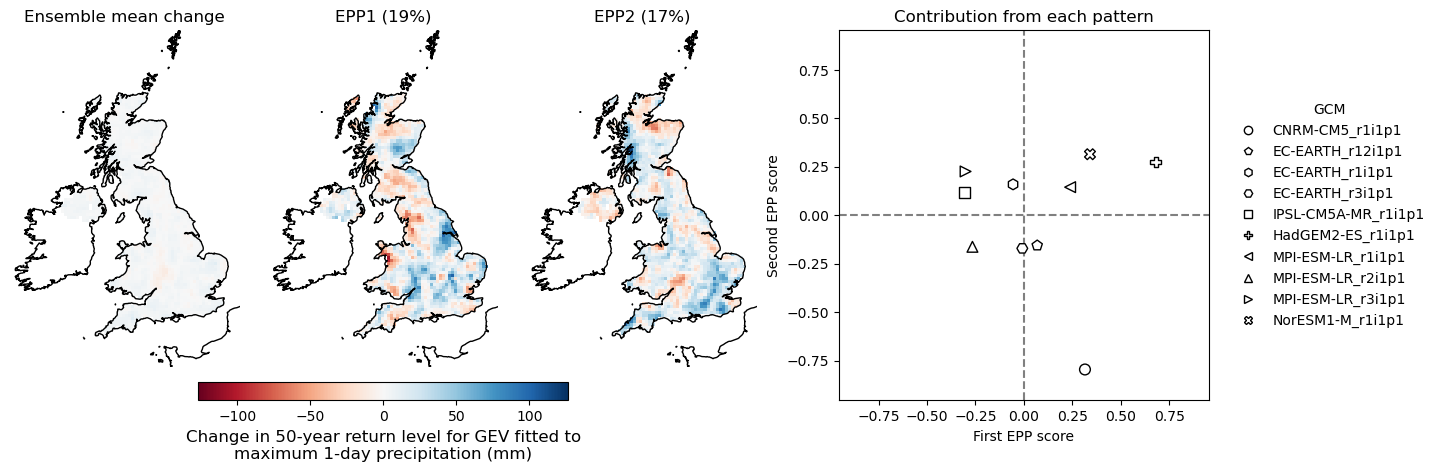 Ensemble mean change
EPP1 (19%)
EPP2 (17%)
Contribution from each pattern
−100
−50
0
50
100
Change in 50-year return level for GEV fitted to
maximum 1-day precipitation (mm)
Second EPP score
0.75
0.50
0.25
0.00
−0.25
−0.50
−0.75
−0.75
−0.50
−0.25
0.00
0.25
0.50
0.75
First EPP score
GCM
CNRM-CM5_r1i1p1
EC-EARTH_r12i1p1
EC-EARTH_r1i1p1
EC-EARTH_r3i1p1
IPSL-CM5A-MR_r1i1p1
HadGEM2-ES_r1i1p1
MPI-ESM-LR_r1i1p1
MPI-ESM-LR_r2i1p1
MPI-ESM-LR_r3i1p1
NorESM1-M_r1i1p1